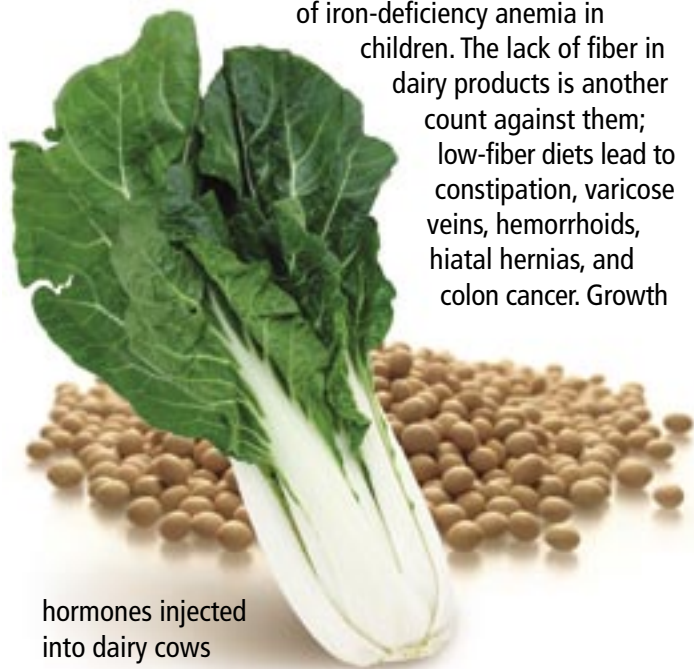 of iron-deficiency anemia in
children. The lack of fiber in
dairy products is another
count against them;
low-fiber diets lead to
constipation, varicose
veins, hemorrhoids,
hiatal hernias, and
colon cancer. Growth
hormones injected
into dairy cows